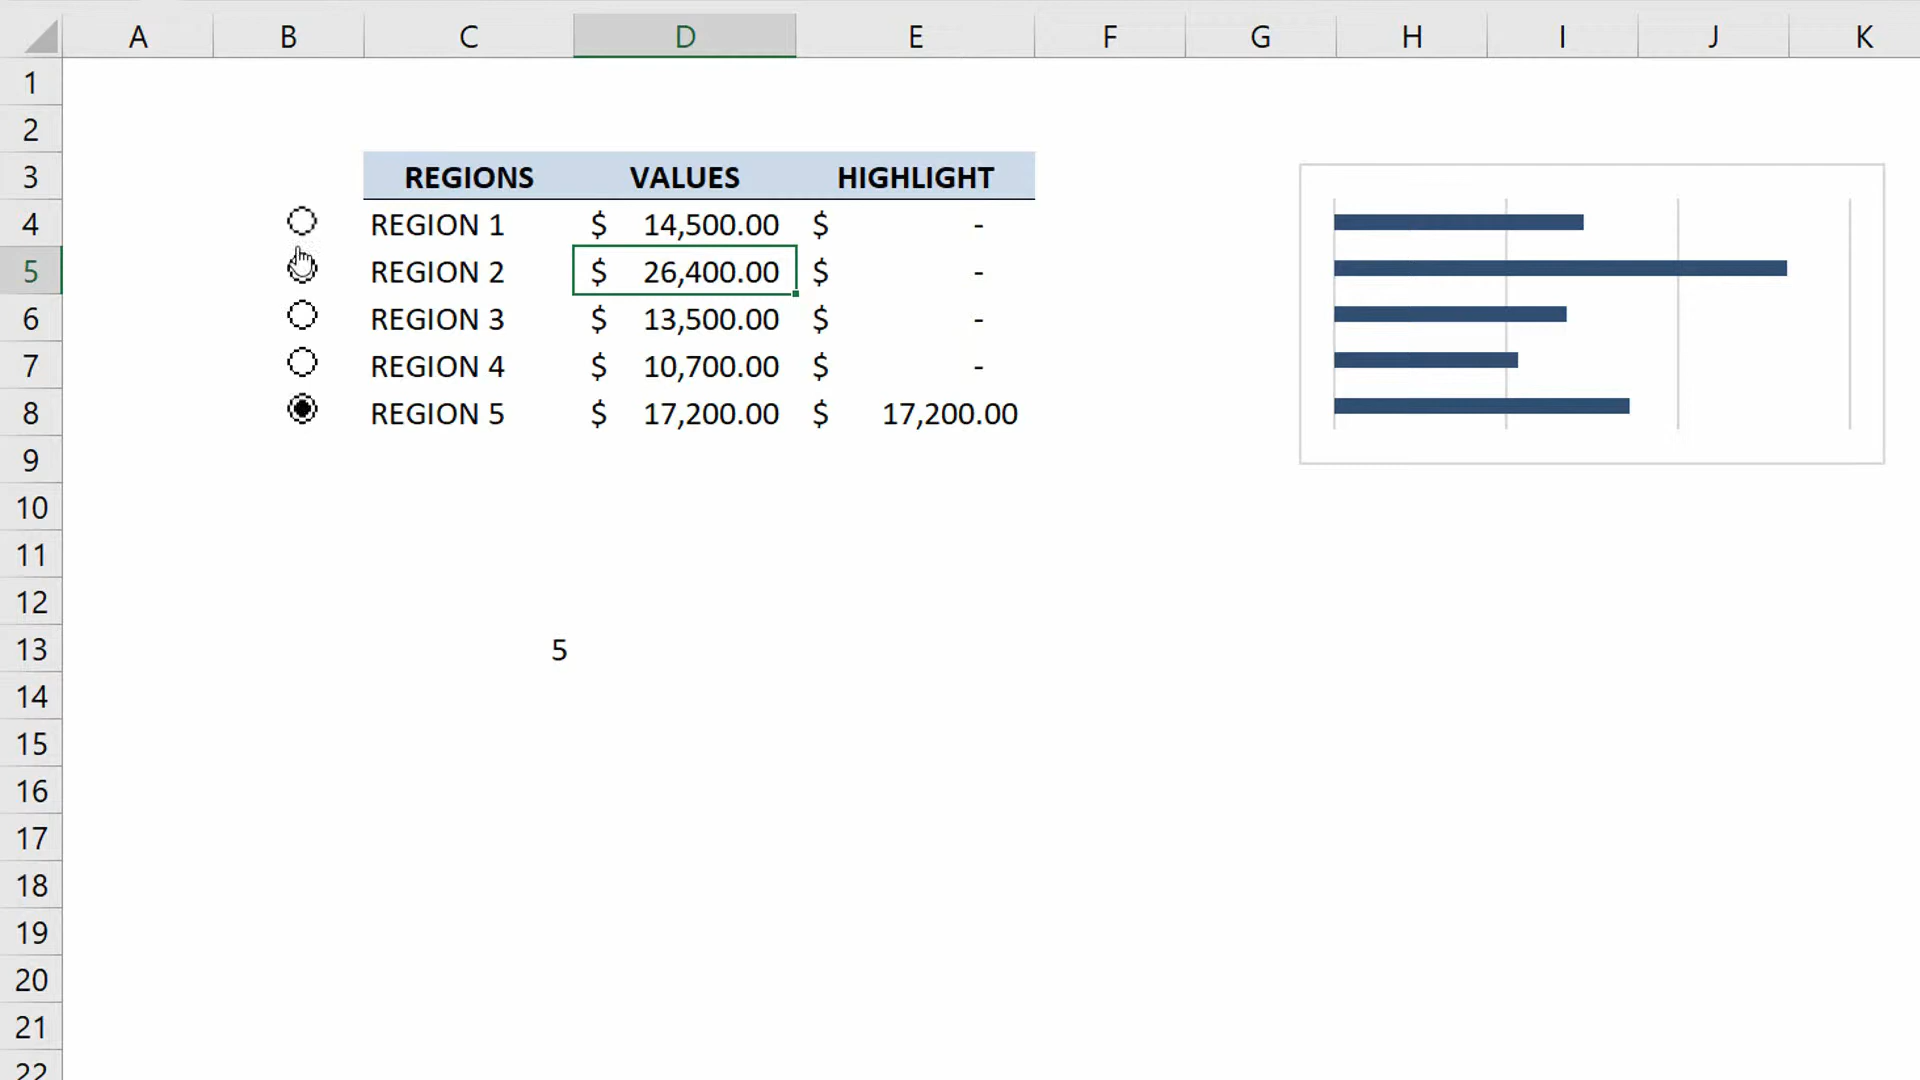 A B C D E F G H I J K
1
2
3 REGIONS VALUES HIGHLIGHT
4 REGION 1 $ 14,500.00 $ -
5 REGION 2 $ 26,400.00 $ -
6 REGION 3 $ 13,500.00 $ -
7 REGION 4 $ 10,700.00 $ -
8 REGION 5 $ 17,200.00 $ 17,200.00
9
10
11
12
13 5
14
15
16
17
18
19
20
21
22